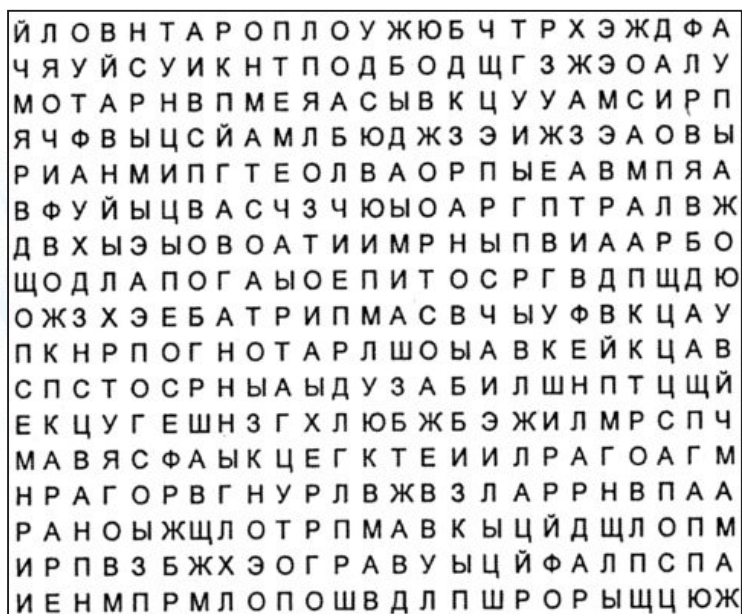 Й Л О В Н Т А Р О П Л О У Ж Ю Б Ч Т Р Х Э Ж Д Ф А
Ч Я У Й С У И К Н Т П О Д Б О Д Щ Г З Ж Э О А Л У
М О Т А Р Н В П М Е Я А С Ы В К Ц У У А М С И Р П
Я Ч Ф В Ы Ц С Й А М Л Б Ю Д Ж З Э И Ж З Э А О В Ы
Р И А Н М И П Г Т Е О Л В А О Р П Ы Е А В М П Я А
В Ф У Й Ы Ц В А С Ч З Ч Ю Ы О А Р Г П Т Р А Л В Ж
Д В Х Ы Э Ы О В О А Т И И М Р Н Ы П В И А А Р Б О
Щ О Д Л А П О Г А Ы О Е П И Т О С Р Г В Д П Щ Д Ю
О Ж З Х Э Е Б А Т Р И П М А С В Ч Ы У Ф В К Ц А У
П К Н Р П О Г Н О Т А Р Л Ш О Ы А В К Е Й К Ц А В
С П С Т О С Р Н Ы А Ы Д У З А Б И Л Ш Н П Т Ц Щ Й
Е К Ц У Г Е Ш Н З Г Х Л Ю Б Ж Б Э Ж И Л М Р С П Ч
М А В Я С Ф А Ы К Ц Е Г К Т Е И И Л Р А Г О А Г М
Н Р А Г О Р В Г Н У Р Л В Ж В З Л А Р Р Н В П А А
Р А Н О Ы Ж Щ Л О Т Р П М А В К Ы Ц Й Д Щ Л О П М
И Р П В З Б Ж Х Э О Г Р А В У Ы Ц Й Ф А Л П С П А
И Е Н М П Р М Л О П О Ш В Д Л П Ш Р О Р Ы Щ Ц Ю Ж